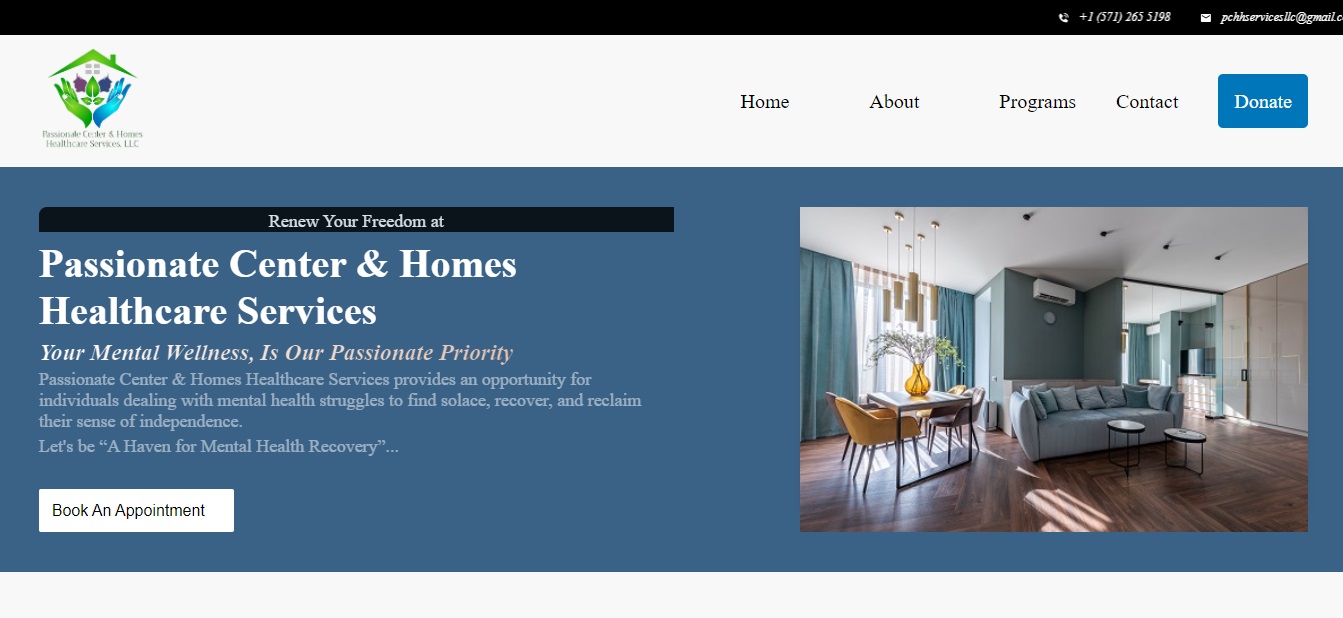 +1 (571) 265 5198 pchhservicesllc@gmail.c
Passionate Center & Homes
Healthcare Services, LLC
Home About Programs Contact Donate
Renew Your Freedom at
Passionate Center & Homes
Healthcare Services
Your Mental Wellness, Is Our Passionate Priority
Passionate Center & Homes Healthcare Services provides an opportunity for
individuals dealing with mental health struggles to find solace, recover, and reclaim
their sense of independence.
Let's be “A Haven for Mental Health Recovery”...
Book An Appointment